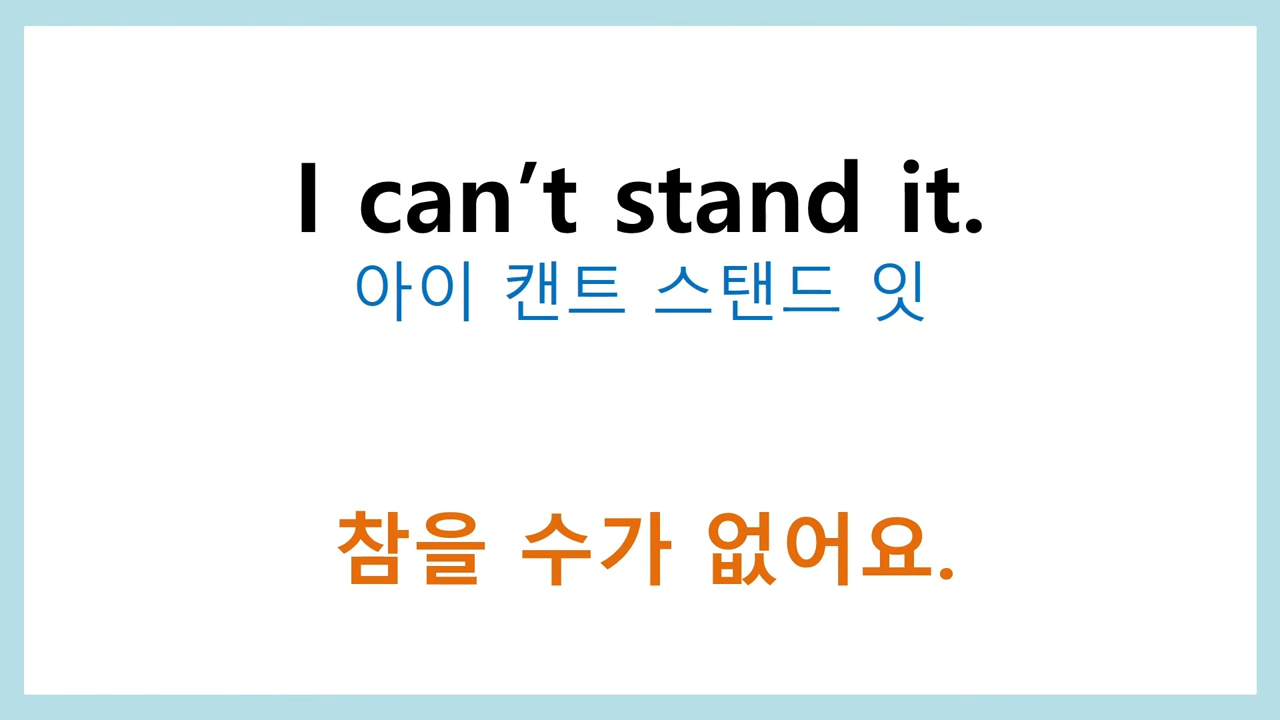 I can’t stand it.
아이 캔트 스탠드 잇
참을 수가 없어요.